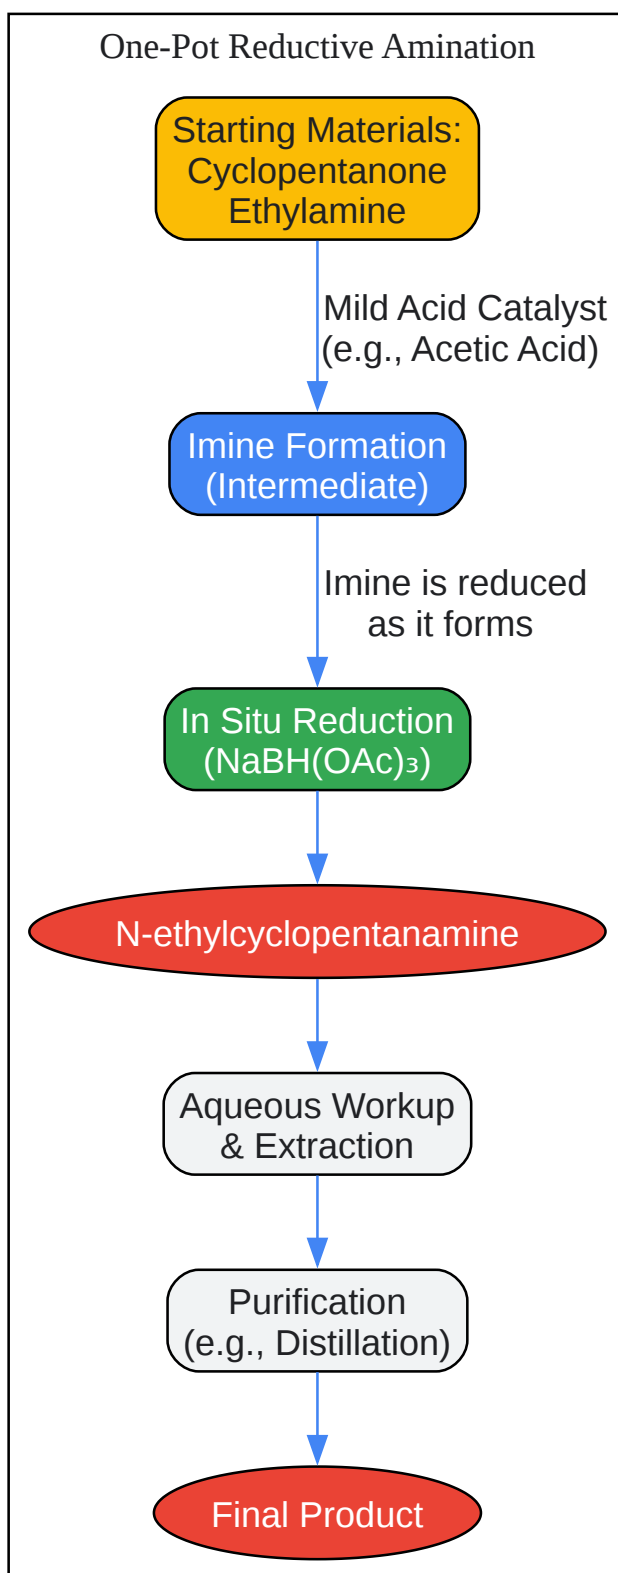 One-Pot Reductive Amination
Starting Materials:
Cyclopentanone
Ethylamine
Mild Acid Catalyst
(e.g., Acetic Acid)
Imine Formation
(Intermediate)
Imine is reduced
as it forms
In Situ Reduction
(NaBH(OAc)₃)
N-ethylcyclopentanamine
Aqueous Workup
& Extraction
Purification
(e.g., Distillation)
Final Product